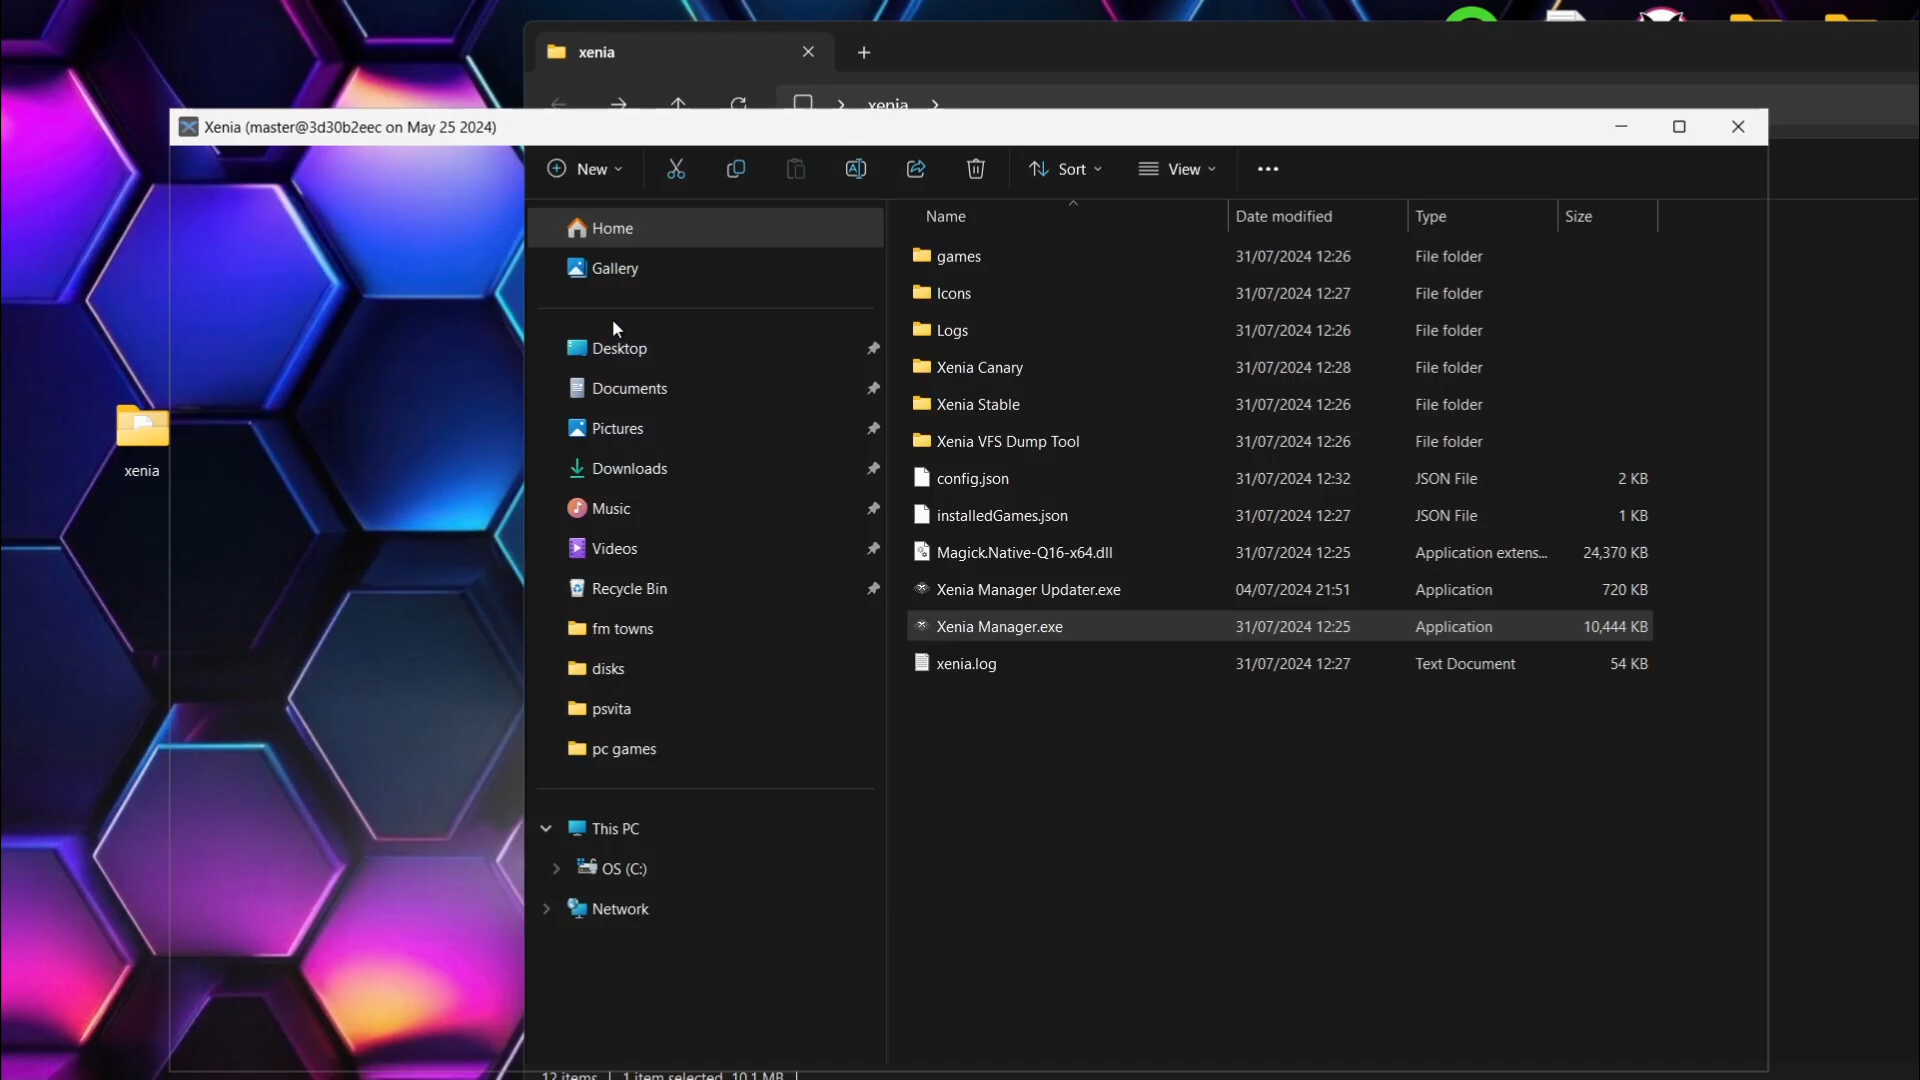 xenia
xenia
Xenia (master@3d30b2eec on May 25 2024)
New
Sort
View
Name
Date modified
Type
Size
Home
Gallery
Desktop
Documents
Pictures
Downloads
Music
Videos
Recycle Bin
fm towns
disks
psvita
pc games
This PC
OS (C:)
Network
games 31/07/2024 12:26 File folder
Icons 31/07/2024 12:27 File folder
Logs 31/07/2024 12:26 File folder
Xenia Canary 31/07/2024 12:28 File folder
Xenia Stable 31/07/2024 12:26 File folder
Xenia VFS Dump Tool 31/07/2024 12:26 File folder
config.json 31/07/2024 12:32 JSON File 2 KB
installedGames.json 31/07/2024 12:27 JSON File 1 KB
Magick.Native-Q16-x64.dll 31/07/2024 12:25 Application extens... 24,370 KB
Xenia Manager Updater.exe 04/07/2024 21:51 Application 720 KB
Xenia Manager.exe 31/07/2024 12:25 Application 10,444 KB
xenia.log 31/07/2024 12:27 Text Document 54 KB
xenia
12 items 1 item selected 10.1 MB